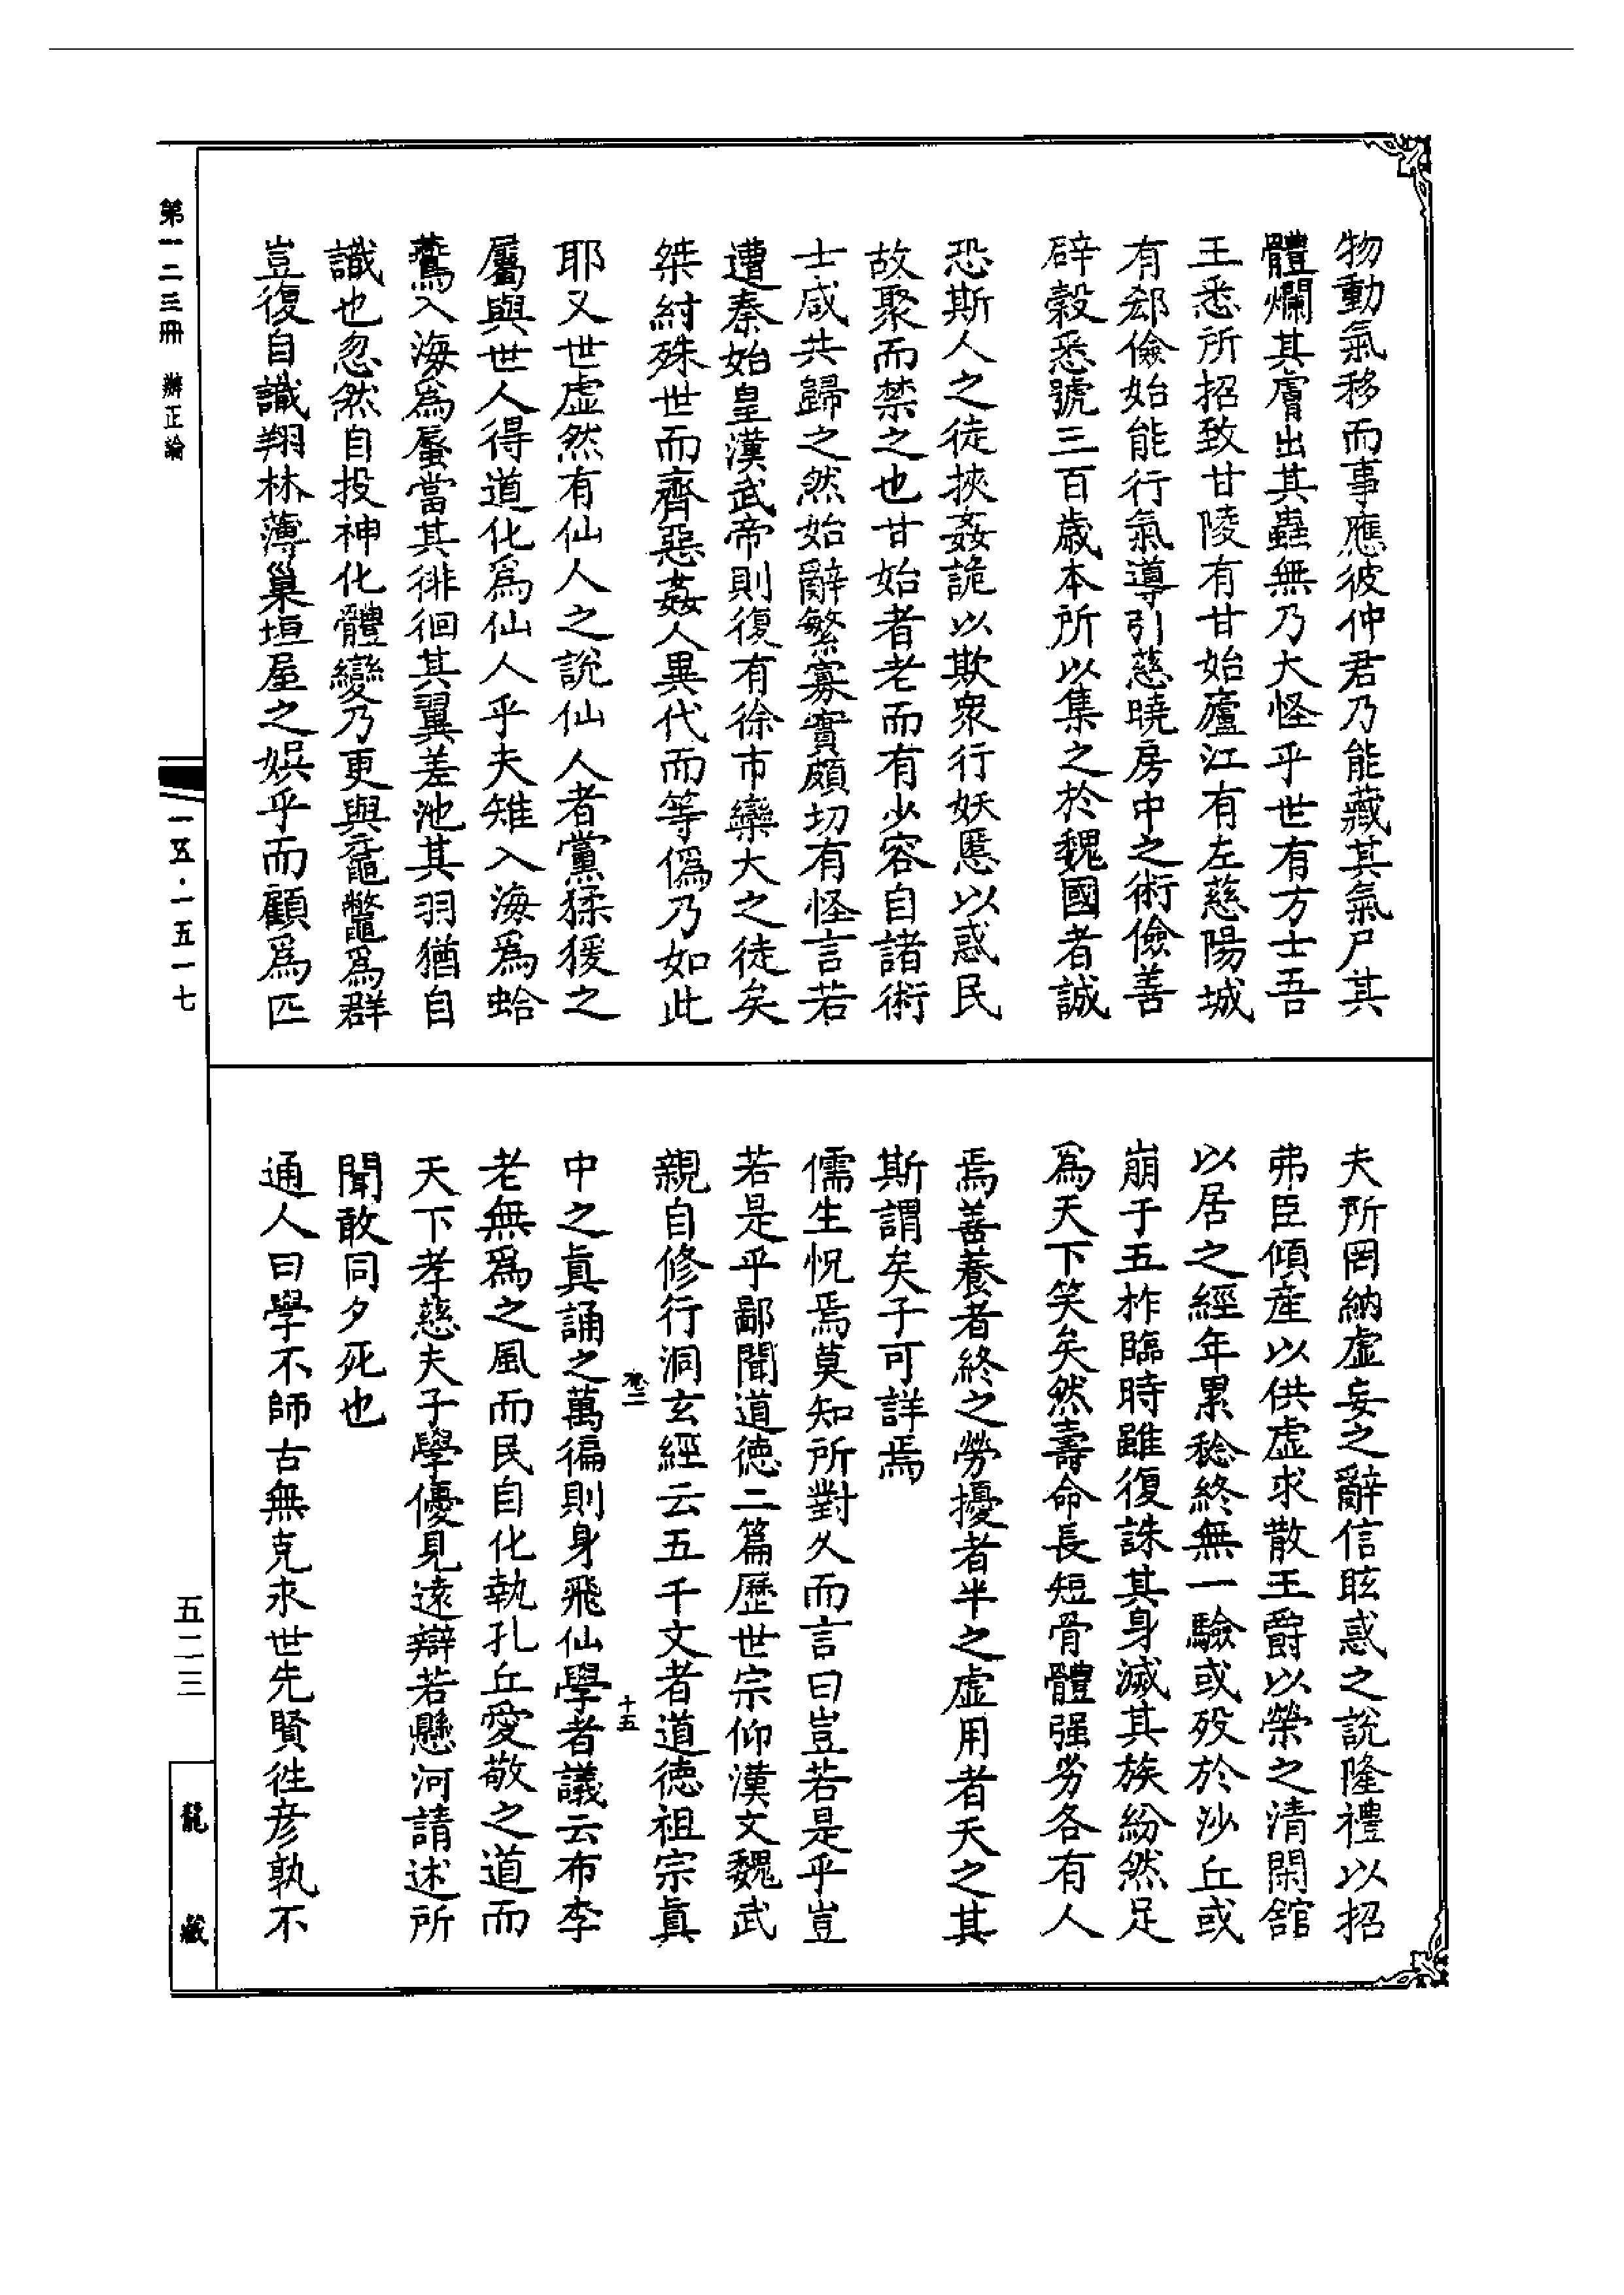 物動氣移而事應彼仲君乃能藏其氣尸其
體爛其膚出其蟲無乃大怪乎世有方士吾
王悉所招致甘陵有甘始廬江有左慈陽城
有郄儉始能行氣導引慈曉房中之術儉善
辟穀悉號三百歲本所以集之於魏國者誠
恐斯人之徒挾姦詭以欺眾行妖慝以惑民
故聚而禁之也甘始者老而有少容自諸術
士咸共歸之然始辭繁寡實頗切有怪言若
遭秦始皇漢武帝則復有徐巿欒大之徒矣
桀紂殊世而齊惡姦人異代而等偽乃如此
耶又世虛然有仙人之說仙人者黨猱猨之
屬與世人得道化為仙人乎夫雉入海為蛤
鷰入海為蜃當其徘徊其翼差池其羽猶自
識也忽然自投神化體變乃更與黿鼈為群
豈復自識翔林薄巢垣屋之娛乎而顧為匹
夫所罔納虛妄之辭信眩惑之說隆禮以招
弗臣傾產以供虛求散王爵以榮之清閑舘
以居之經年累稔終無一驗或歿於沙丘或
崩于五柞臨時雖復誅其身滅其族紛然足
為天下笑矣然壽命長短骨體强劣各有人
焉善養者終之勞擾者半之虛用者夭之其
斯謂矣子可詳焉
儒生怳焉莫知所對久而言曰豈若是乎豈
若是乎鄙聞道德二篇歷世宗仰漢文魏武
親自修行洞玄經云五千文者道德祖宗真
卷二
十五
中之真誦之萬徧則身飛仙學者議云布李
老無為之風而民自化執孔丘愛敬之道而
天下孝慈夫子學優見遠辯若懸河請述所
聞敢同夕死也
通人曰學不師古無克永世先賢徃彥孰不
第一二三冊 辯正論
一五·一五一七
五二三
龍藏